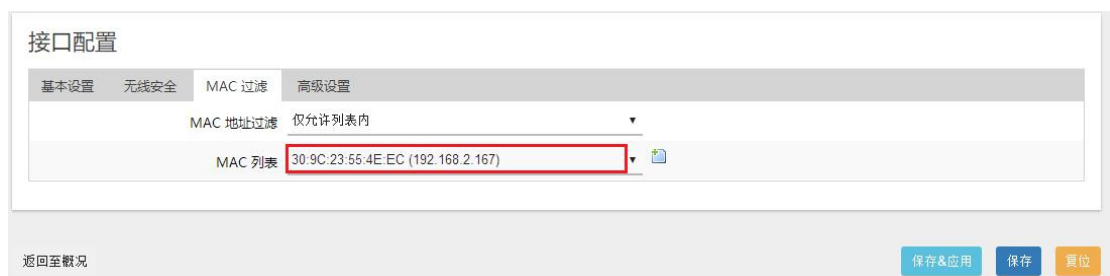 接口配置
基本设置 无线安全 MAC 过滤 高级设置
MAC 地址过滤 仅允许列表内
MAC 列表 30:9C:23:55:4E:EC (192.168.2.167)
返回至概况 保存&应用 保存 复位